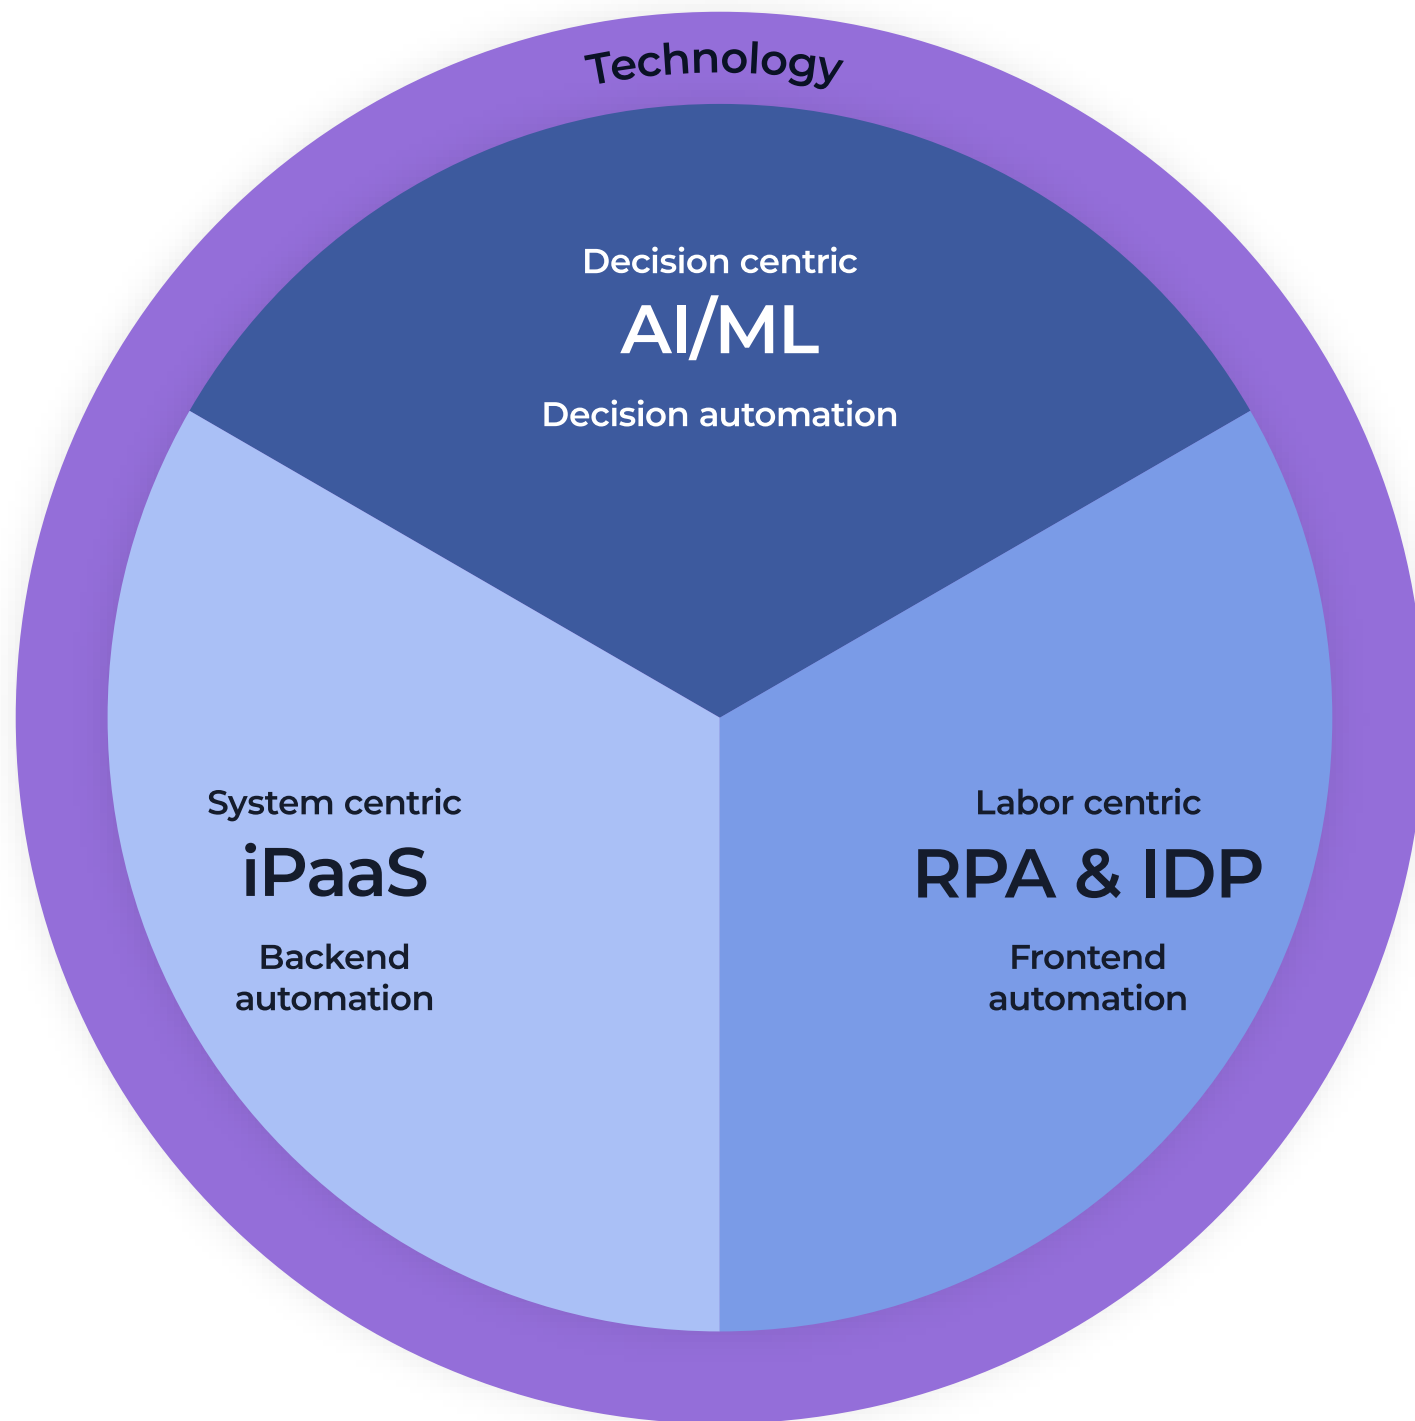 Technology
Decision centric
AI/ML
Decision automation
System centric
iPaaS
Backend
automation
Labor centric
RPA & IDP
Frontend
automation